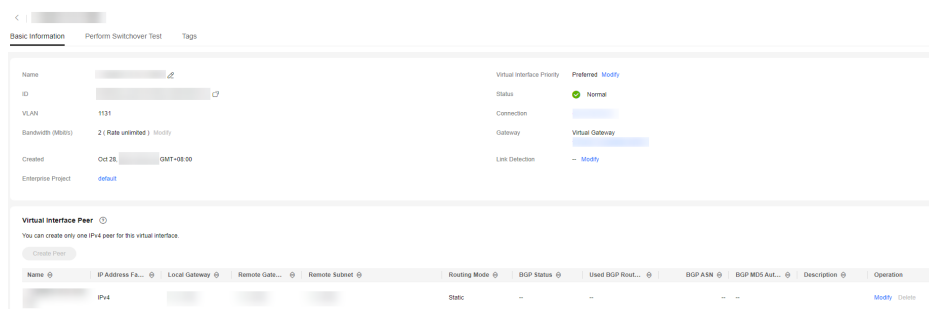 Basic Information Perform Switchover Test Tags
Name Virtual Interface Priority Preferred Modify
ID Status Normal
VLAN 1131 Connection
Bandwidth (Mbit/s) 2 ( Rate unlimited ) Modify Gateway Virtual Gateway
Created Oct 28, GMT+08:00 Link Detection -- Modify
Enterprise Project default
Virtual Interface Peer
You can create only one IPv4 peer for this virtual interface.
Create Peer
Name IP Address Fa... Local Gateway Remote Gate... Remote Subnet Routing Mode BGP Status Used BGP Rout... BGP ASN BGP MD5 Aut... Description Operation
IPv4 Static -- -- -- -- Modify Delete